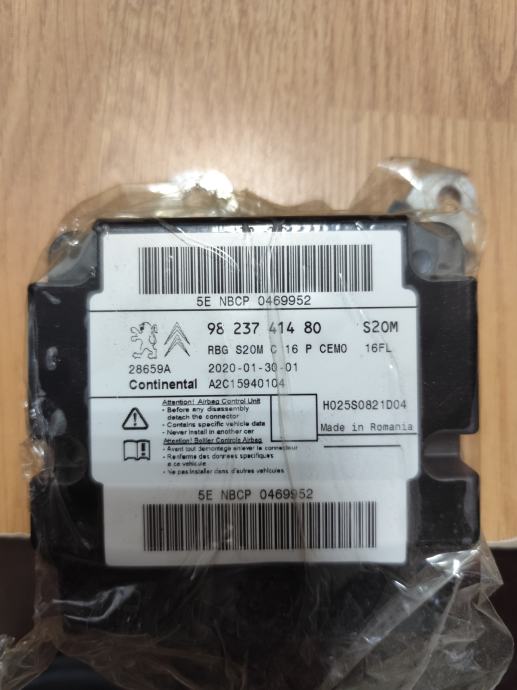 5E NBCP 0469952
98 237 414 80 S20M
RBG S20M C 16 P CEMO 16FL
28659A 2020-01-30-01
Continental A2C15940104
Attention! Airbag Control Unit
• Before any disassembly
detach the connector
• Contains specific vehicle data
• Never install in another car
H025S0821D04
Made in Romania
Attention! Boitier Controle Airbag
• Avant tout demontage enlever le connecteur
• Renferme des données spécifiques
a ce vehicule
• Ne pas installer dans d'autres vehicules
5E NBCP 0469952